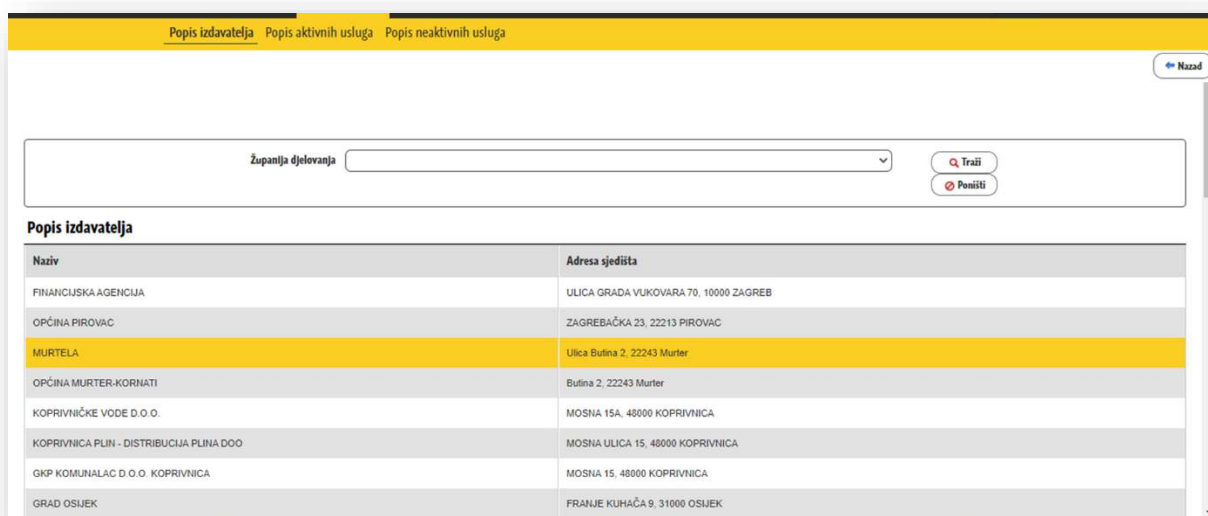 Popis izdavatelja Popis aktivnih usluga Popis neaktivnih usluga
Nazad
Županija djelovanja
Traži
Poništi
Popis izdavatelja
Naziv Adresa sjedišta
FINANCIJSKA AGENCIJA ULICA GRADA VUKOVARA 70, 10000 ZAGREB
OPĆINA PIROVAC ZAGREBAČKA 23, 22213 PIROVAC
MURTELA Ulica Butina 2, 22243 Murter
OPĆINA MURTER-KORNATI Butina 2, 22243 Murter
KOPRIVNIČKE VODE D.O.O. MOSNA 15A, 48000 KOPRIVNICA
KOPRIVNICA PLIN - DISTRIBUCIJA PLINA DOO MOSNA ULICA 15, 48000 KOPRIVNICA
GKP KOMUNALAC D.O.O. KOPRIVNICA MOSNA 15, 48000 KOPRIVNICA
GRAD OSIJEK FRANJE KUHAČA 9, 31000 OSIJEK